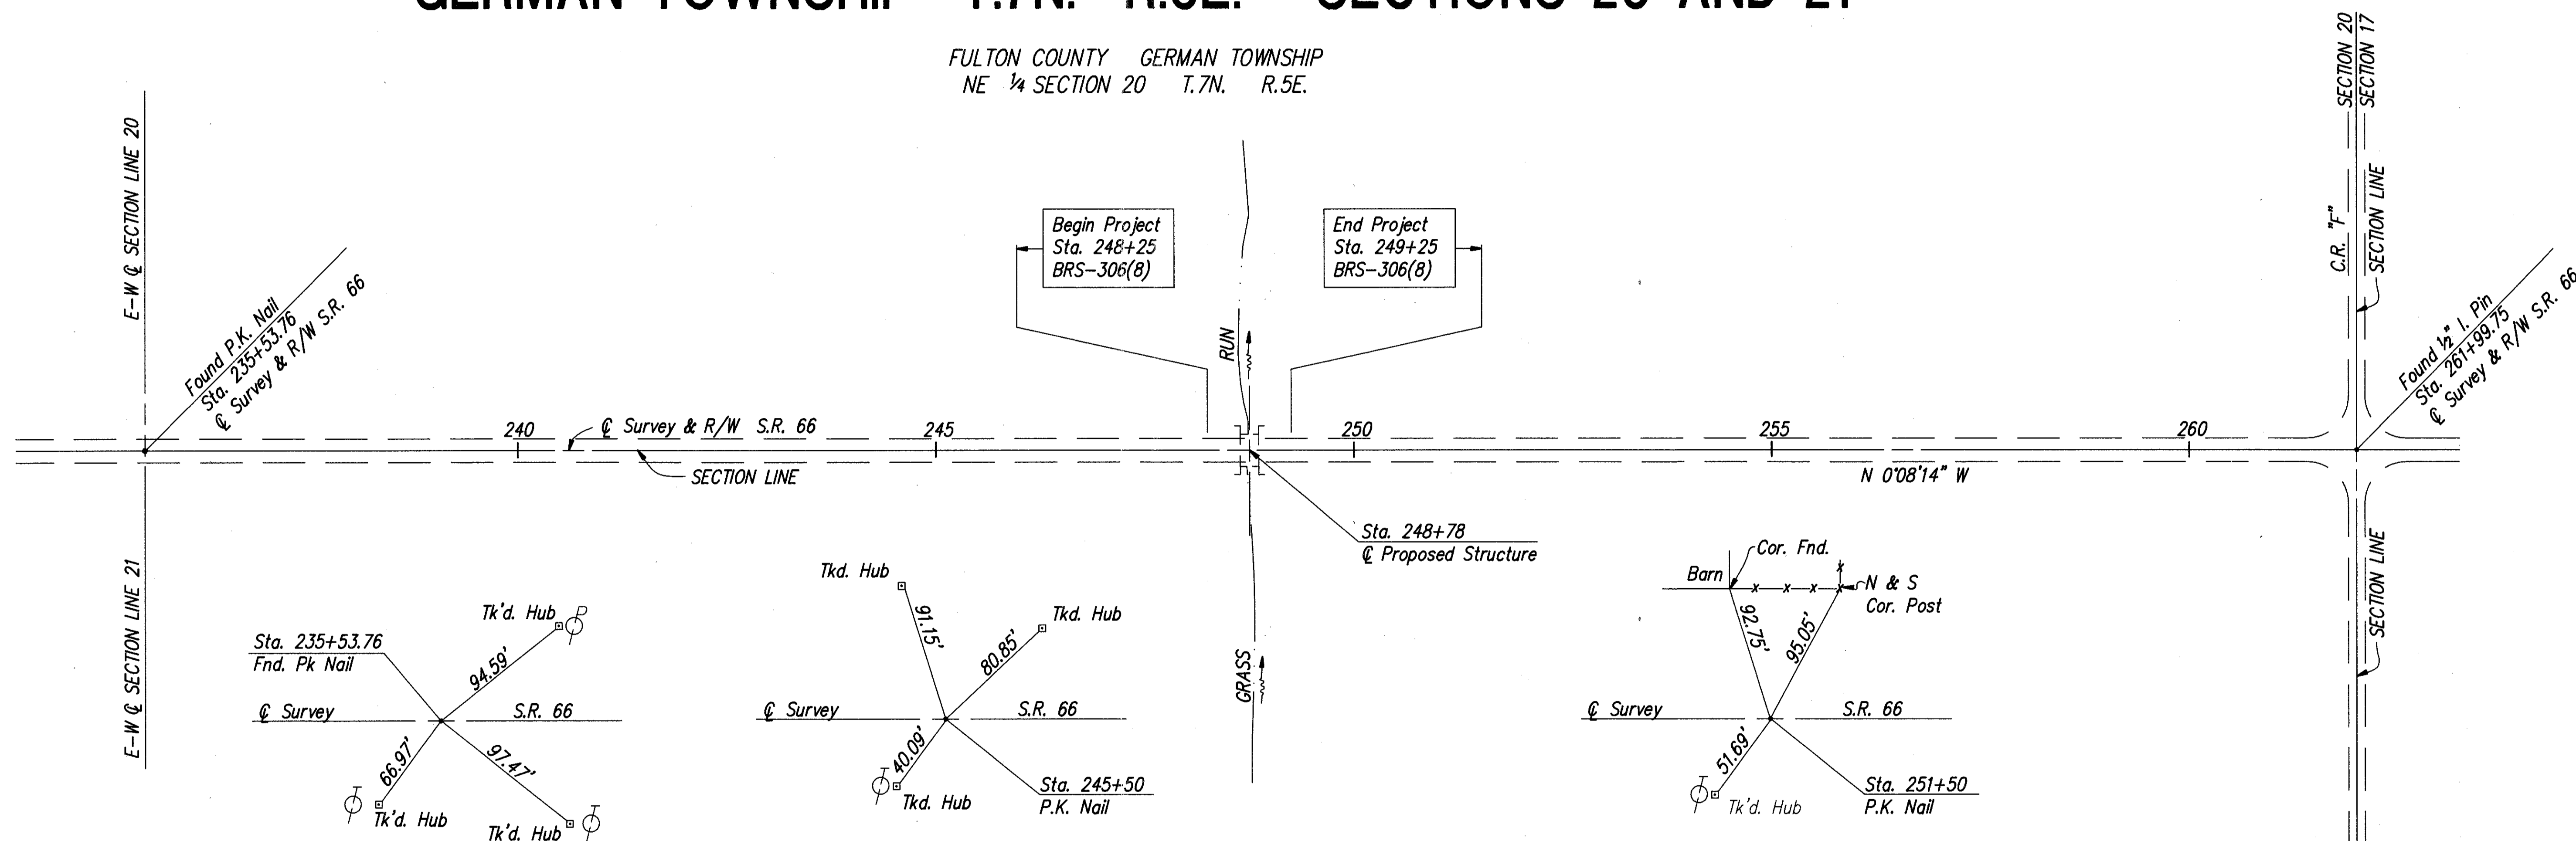 FULTON COUNTY GERMAN TOWNSHIP
NE ¼ SECTION 20 T.7N. R.5E.
E-W ℄ SECTION LINE 20
E-W ℄ SECTION LINE 21
Found P.K. Nail
Sta. 235+53.76
℄ Survey & R/W S.R. 66
Begin Project
Sta. 248+25
BRS-306(8)
End Project
Sta. 249+25
BRS-306(8)
RUN
GRASS
SECTION 20
SECTION 17
C.R. "F"
SECTION LINE
Found ½" I. Pin
Sta. 261+99.75
℄ Survey & R/W S.R. 66
240
℄ Survey & R/W S.R. 66
245
250
255
260
SECTION LINE
N 0°08'14" W
Sta. 248+78
℄ Proposed Structure
SECTION LINE
Sta. 235+53.76
Fnd. Pk Nail
Tk'd. Hub
P
94.59'
℄ Survey
S.R. 66
66.97'
97.47'
T
Tk'd. Hub
Tk'd. Hub
T
Tkd. Hub
91.15'
Tkd. Hub
80.85'
℄ Survey
S.R. 66
40.09'
T
Tkd. Hub
Sta. 245+50
P.K. Nail
Cor. Fnd.
Barn
N & S
Cor. Post
92.75'
95.05'
℄ Survey
S.R. 66
51.69'
T
Tk'd. Hub
Sta. 251+50
P.K. Nail